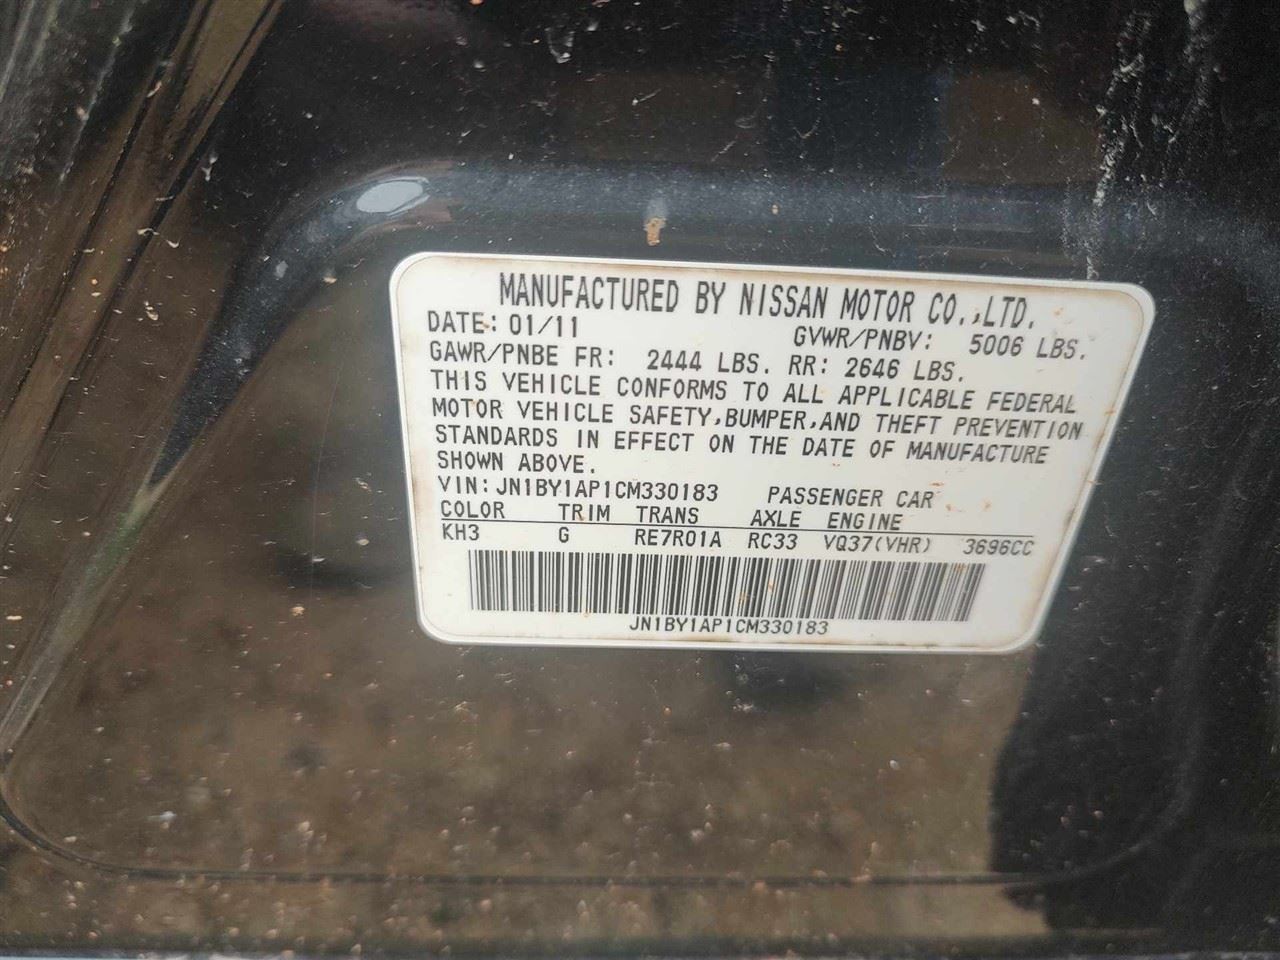 MANUFACTURED BY NISSAN MOTOR CO.,LTD.
DATE: 01/11 GVWR/PNBV: 5006 LBS.
GAWR/PNBE FR: 2444 LBS. RR: 2646 LBS.
THIS VEHICLE CONFORMS TO ALL APPLICABLE FEDERAL
MOTOR VEHICLE SAFETY,BUMPER,AND THEFT PREVENTION
STANDARDS IN EFFECT ON THE DATE OF MANUFACTURE
SHOWN ABOVE.
VIN: JN1BY1AP1CM330183 PASSENGER CAR
COLOR TRIM TRANS AXLE ENGINE
KH3 G RE7R01A RC33 VQ37(VHR) 3696CC
JN1BY1AP1CM330183